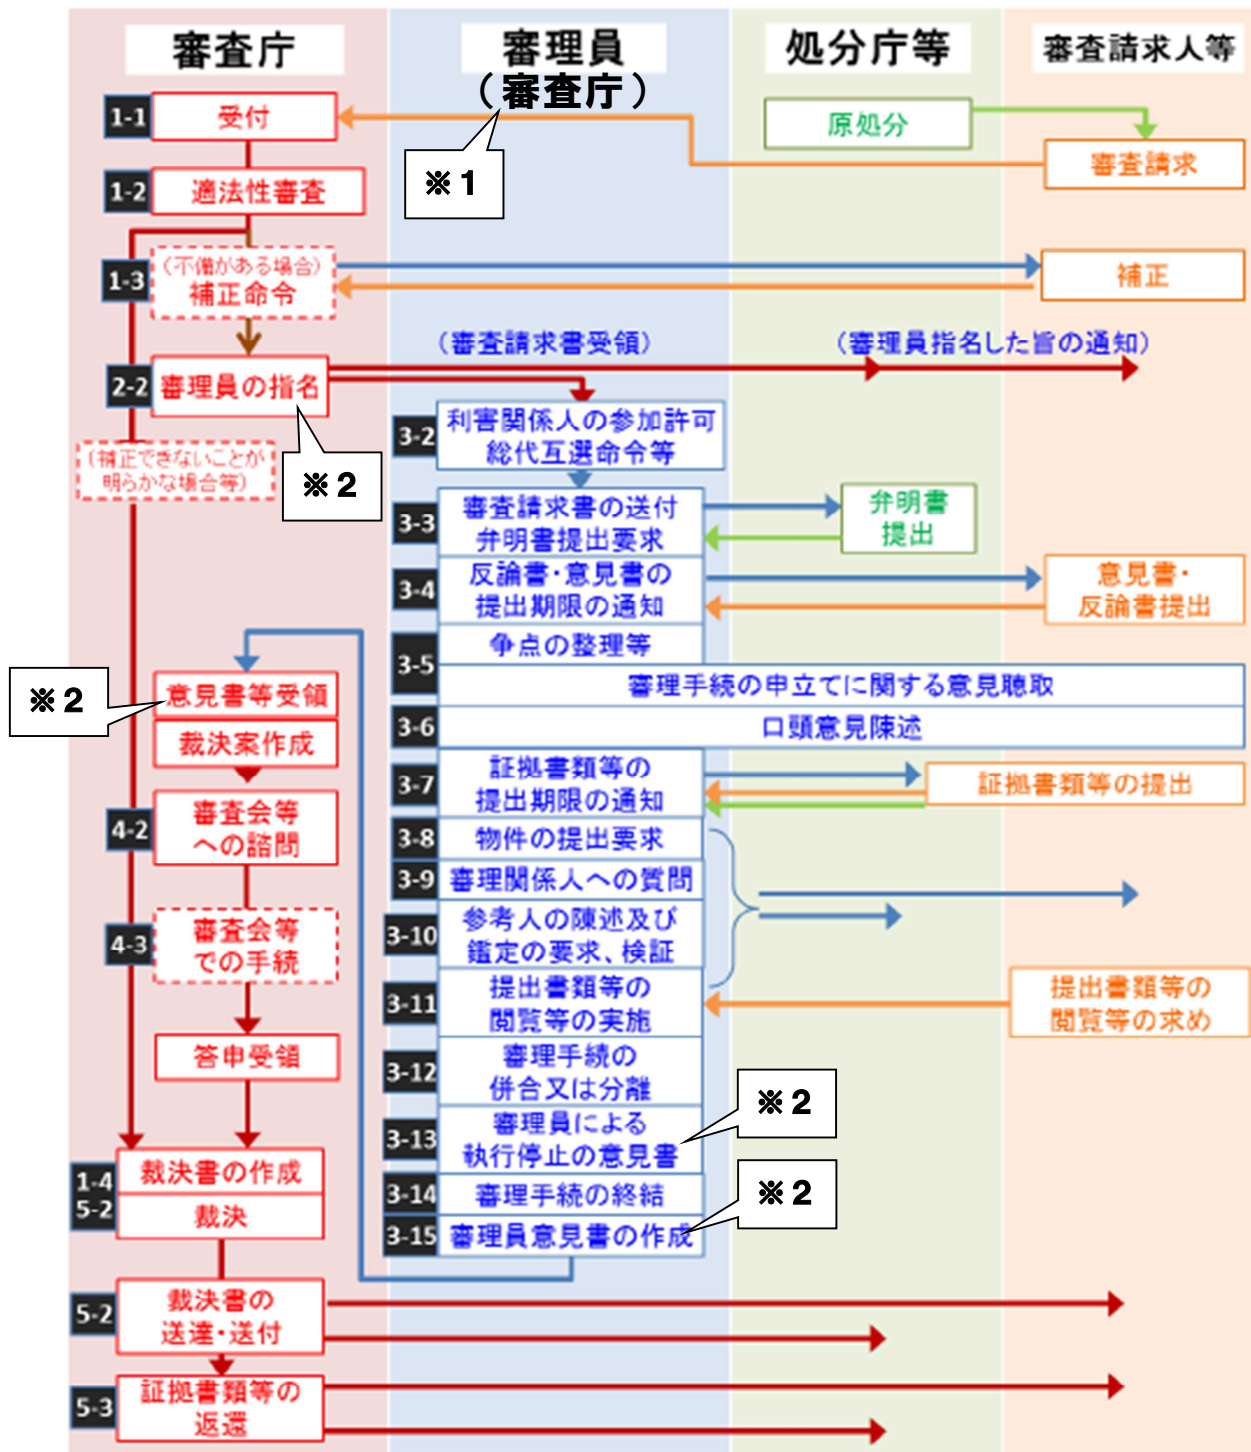 審査庁
審理員
（審査庁）
処分庁等
審査請求人等
1-1
受付
原処分
審査請求
※１
1-2
適法性審査
1-3
（不備がある場合）
補正命令
補正
（審査請求書受領）
（審理員指名した旨の通知）
2-2
審理員の指名
※２
3-2
利害関係人の参加許可
総代互選命令等
（補正できないことが
明らかな場合等）
3-3
審査請求書の送付
弁明書提出要求
弁明書
提出
3-4
反論書・意見書の
提出期限の通知
意見書・
反論書提出
3-5
争点の整理等
審理手続の申立てに関する意見聴取
※２
意見書等受領
裁決案作成
3-6
口頭意見陳述
3-7
証拠書類等の
提出期限の通知
証拠書類等の提出
4-2
審査会等
への諮問
3-8
物件の提出要求
3-9
審理関係人への質問
4-3
審査会等
での手続
3-10
参考人の陳述及び
鑑定の要求、検証
3-11
提出書類等の
閲覧等の実施
提出書類等の
閲覧等の求め
答申受領
3-12
審理手続の
併合又は分離
※２
3-13
審理員による
執行停止の意見書
1-4
5-2
裁決書の作成
裁決
3-14
審理手続の終結
※２
3-15
審理員意見書の作成
5-2
裁決書の
送達・送付
5-3
証拠書類等の
返還